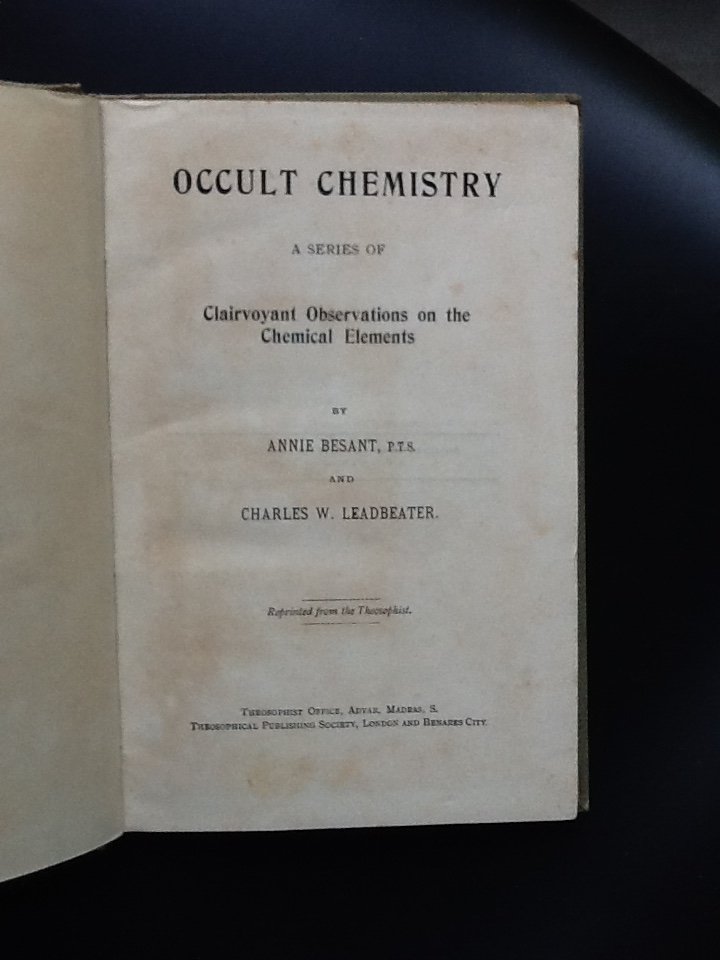 OCCULT CHEMISTRY
A SERIES OF
Clairvoyant Observations on the
Chemical Elements
BY
ANNIE BESANT, P.T.S.
AND
CHARLES W. LEADBEATER.
Reprinted from the Theosophist.
THEOSOPHIST OFFICE, ADYAR, MADRAS, S.
THEOSOPHICAL PUBLISHING SOCIETY, LONDON AND BENARES CITY.